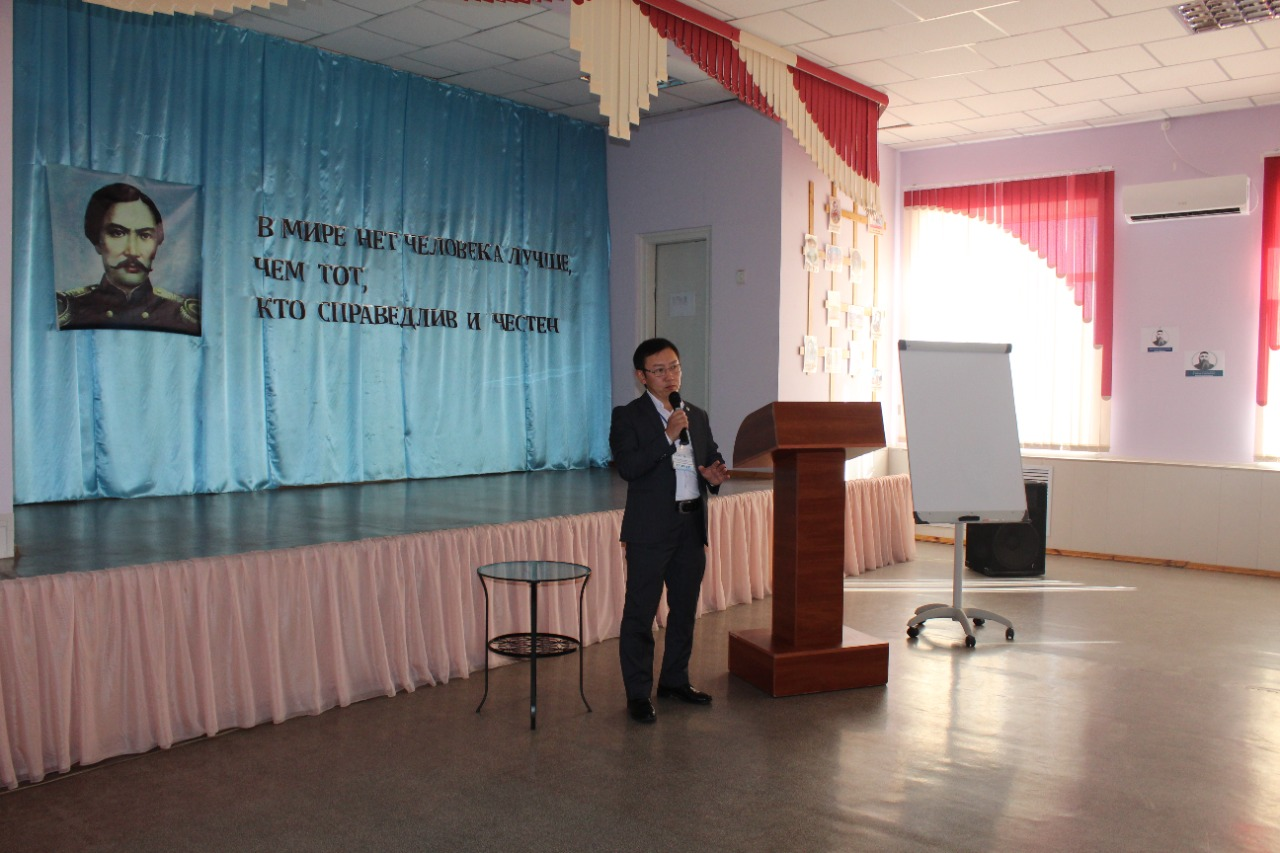 В МИРЕ НЕТ ЧЕЛОВЕКА ЛУЧШЕ,
ЧЕМ ТОТ,
КТО СПРАВЕДЛИВ И ЧЕСТЕН